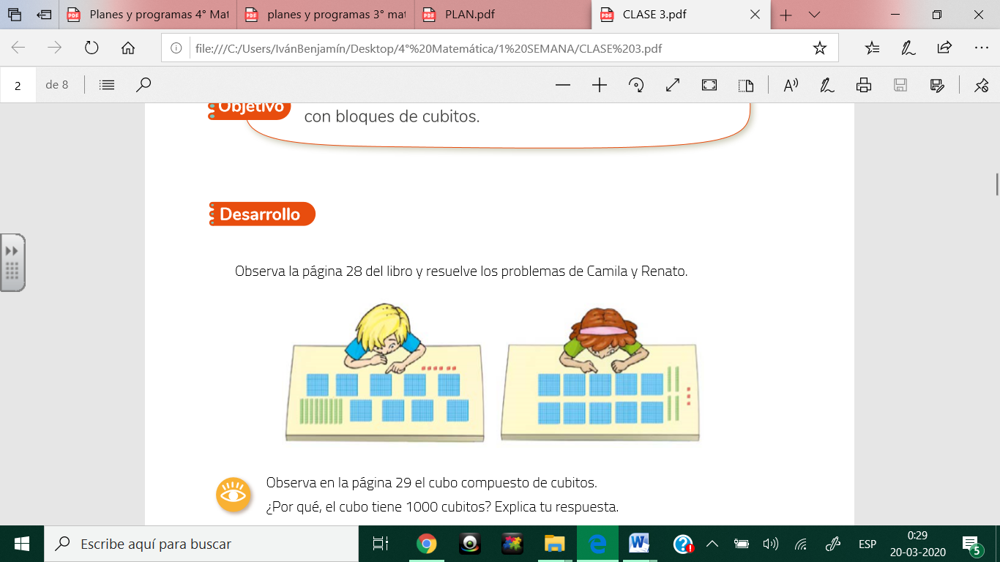 Planes y programas 4° Mat
planes y programas 3° mat
PLAN.pdf
CLASE 3.pdf
file:///C:/Users/IvánBenjamín/Desktop/4°%20Matemática/1%20SEMANA/CLASE%203.pdf
2
de 8
Objetivo
con bloques de cubitos.
Desarrollo
Observa la página 28 del libro y resuelve los problemas de Camila y Renato.
Observa en la página 29 el cubo compuesto de cubitos.
¿Por qué, el cubo tiene 1000 cubitos? Explica tu respuesta.
Escribe aquí para buscar
ESP
0:29
20-03-2020
5